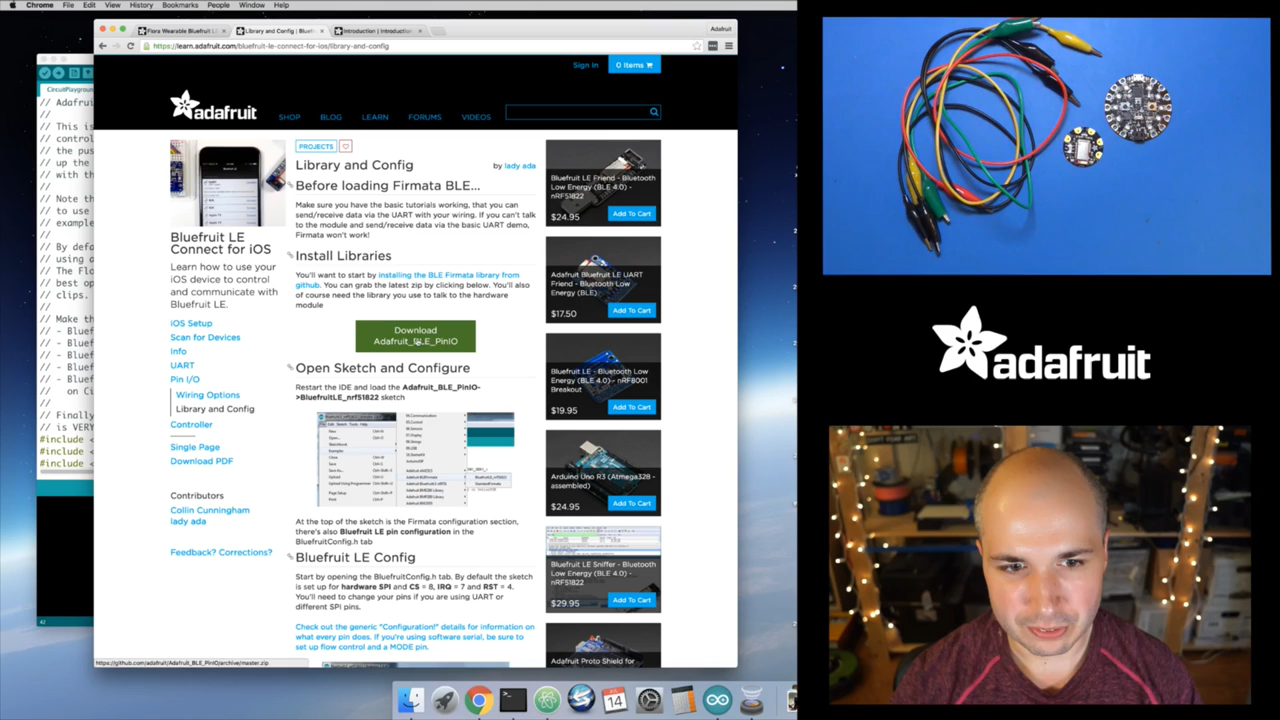 Chrome File Edit View History Bookmarks People Window Help
Flora Wearable Bluefruit LE
Library and Config | Bluef
Introduction | Introduction
Adafruit
https://learn.adafruit.com/bluefruit-le-connect-for-ios/library-and-config
Sign in
0 Items
adafruit
SHOP BLOG LEARN FORUMS VIDEOS
CircuitPlaygroun
// Adafru
//
// This is
// control
// the pus
// up the
// with th
//
// Note th
// to use
// example
//
// By defa
// using a
// The Flo
// best op
// clips.
//
// Make th
// - Bluef
// - Bluef
// - Bluef
// - Bluef
// on Ci
//
// Finally
// is VERY
#include <
#include <
#include <
42
Bluefruit LE
Connect for iOS
Learn how to use your
iOS device to control
and communicate with
Bluefruit LE.
iOS Setup
Scan for Devices
Info
UART
Pin I/O
Wiring Options
Library and Config
Controller
Single Page
Download PDF
Contributors
Collin Cunningham
lady ada
Feedback? Corrections?
PROJECTS
Library and Config
by lady ada
Before loading Firmata BLE...
Make sure you have the basic tutorials working, that you can
send/receive data via the UART with your wiring. If you can't talk
to the module and send/receive data via the basic UART demo,
Firmata won't work!
Install Libraries
You'll want to start by installing the BLE Firmata library from
github. You can grab the latest zip by clicking below. You'll also
of course need the library you use to talk to the hardware
module
Download
Adafruit_BLE_PinIO
Open Sketch and Configure
Restart the IDE and load the Adafruit_BLE_PinIO-
>BluefruitLE_nrf51822 sketch
At the top of the sketch is the Firmata configuration section,
there's also Bluefruit LE pin configuration in the
BluefruitConfig.h tab
Bluefruit LE Config
Start by opening the BluefruitConfig.h tab. By default the sketch
is set up for hardware SPI and CS = 8, IRQ = 7 and RST = 4.
You'll need to change your pins if you are using UART or
different SPI pins.
Check out the generic "Configuration!" details for information on
what every pin does. If you're using software serial, be sure to
set up flow control and a MODE pin.
Bluefruit LE Friend - Bluetooth
Low Energy (BLE 4.0) -
nRF51822
$24.95
Add To Cart
Adafruit Bluefruit LE UART
Friend - Bluetooth Low
Energy (BLE)
$17.50
Add To Cart
Bluefruit LE - Bluetooth Low
Energy (BLE 4.0) - nRF8001
Breakout
$19.95
Add To Cart
Arduino Uno R3 (Atmega328 -
assembled)
$24.95
Add To Cart
Bluefruit LE Sniffer - Bluetooth
Low Energy (BLE 4.0) -
nRF51822
$29.95
Add To Cart
Adafruit Proto Shield for
https://github.com/adafruit/Adafruit_BLE_PinIO/archive/master.zip
JUL
14
adafruit